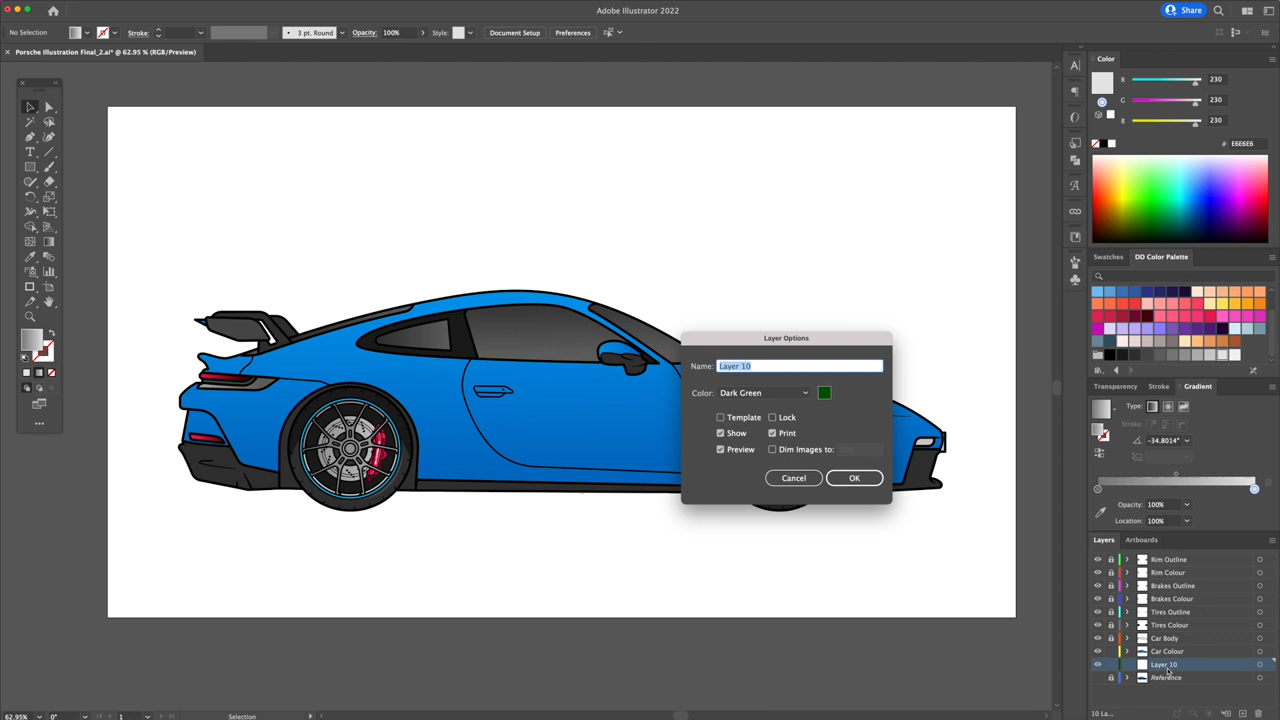 Adobe Illustrator 2022
Share
No Selection
Stroke:
3 pt. Round
Opacity:
100%
Style:
Document Setup
Preferences
Porsche Illustration Final_2.ai* @ 62.95 % (RGB/Preview)
Color
R
230
G
230
B
230
#
E6E6E6
Swatches
DD Color Palette
Layer Options
Name:
Layer 10
Color:
Dark Green
Template
Lock
Show
Print
Preview
Dim Images to:
Cancel
OK
Transparency
Stroke
Gradient
Type:
Stroke:
-34.8014°
Opacity:
100%
Location:
100%
Layers
Artboards
Rim Outline
Rim Colour
Brakes Outline
Brakes Colour
Tires Outline
Tires Colour
Car Body
Car Colour
Layer 10
Reference
62.95%
0°
1
Selection
10 La...